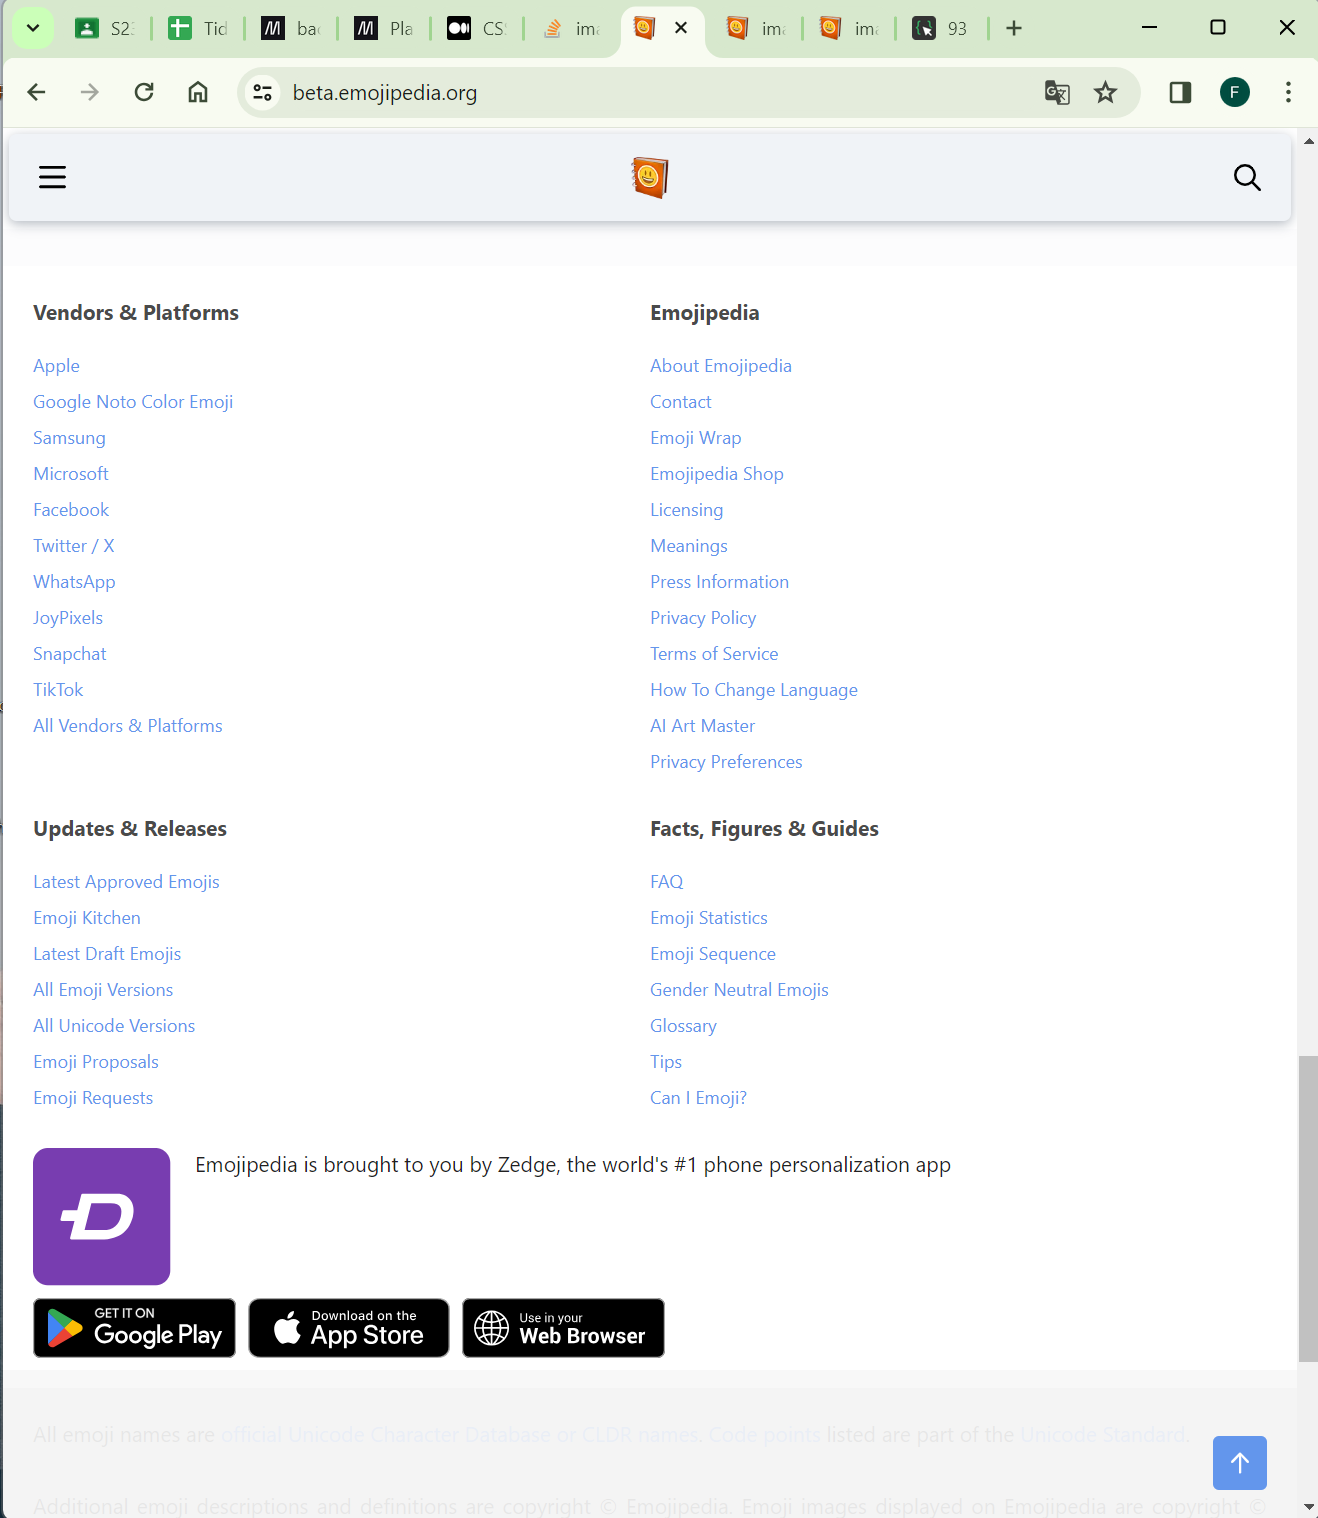 S23
Tid
bac
Pla
CSS
ima
ima
ima
93
beta.emojipedia.org
F
Vendors & Platforms
Apple
Google Noto Color Emoji
Samsung
Microsoft
Facebook
Twitter / X
WhatsApp
JoyPixels
Snapchat
TikTok
All Vendors & Platforms
Emojipedia
About Emojipedia
Contact
Emoji Wrap
Emojipedia Shop
Licensing
Meanings
Press Information
Privacy Policy
Terms of Service
How To Change Language
AI Art Master
Privacy Preferences
Updates & Releases
Latest Approved Emojis
Emoji Kitchen
Latest Draft Emojis
All Emoji Versions
All Unicode Versions
Emoji Proposals
Emoji Requests
Facts, Figures & Guides
FAQ
Emoji Statistics
Emoji Sequence
Gender Neutral Emojis
Glossary
Tips
Can I Emoji?
Emojipedia is brought to you by Zedge, the world's #1 phone personalization app
GET IT ON
Google Play
Download on the
App Store
Use in your
Web Browser
All emoji names are official Unicode Character Database or CLDR names. Code points listed are part of the Unicode Standard.
Additional emoji descriptions and definitions are copyright © Emojipedia. Emoji images displayed on Emojipedia are copyright ©